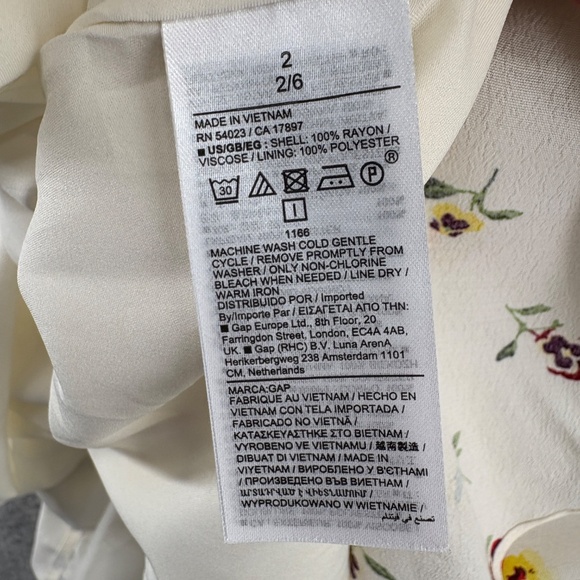 2
2/6
MADE IN VIETNAM
RN 54023 / CA 17897
■ US/GB/EG : SHELL: 100% RAYON /
VISCOSE / LINING: 100% POLYESTER
30 P ®
I
1166
MACHINE WASH COLD GENTLE
CYCLE / REMOVE PROMPTLY FROM
WASHER / ONLY NON-CHLORINE
BLEACH WHEN NEEDED / LINE DRY /
WARM IRON
DISTRIBUIDO POR / Imported
By/Importe Par / ΕΙΣΑΓΕΤΑΙ ΑΠΟ ΤΗΝ:
■ Gap Europe Ltd., 8th Floor, 20
Farringdon Street, London, EC4A 4AB,
UK. ■ Gap (RHC) B.V. Luna ArenA
Herikerbergweg 238 Amsterdam 1101
CM, Netherlands
MARCA:GAP
FABRIQUE AU VIETNAM / HECHO EN
VIETNAM CON TELA IMPORTADA /
FABRICADO NO VIETNÃ /
ΚΑΤΑΣΚΕΥΑΣΤΗΚΕ ΣΤΟ ΒΙΕΤΝΑΜ /
VYROBENO VE VIETNAMU / 越南製造 /
DIBUAT DI VIETNAM / MADE IN
VIYETNAM / ВИРОБЛЕНО У В'ЄТНАМІ
/ ПРОИЗВЕДЕНО ВЪВ ВИЕТНАМ /
WYPRODUKOWANO W WIETNAMIE /
تصنع في فيتنام